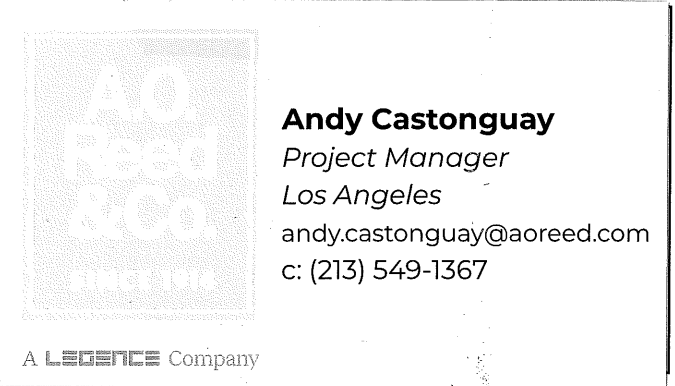 A.O.
Reed
& Co.
SINCE 1914
Andy Castonguay
Project Manager
Los Angeles
andy.castonguay@aoreed.com
c: (213) 549-1367
A LEGENCE Company